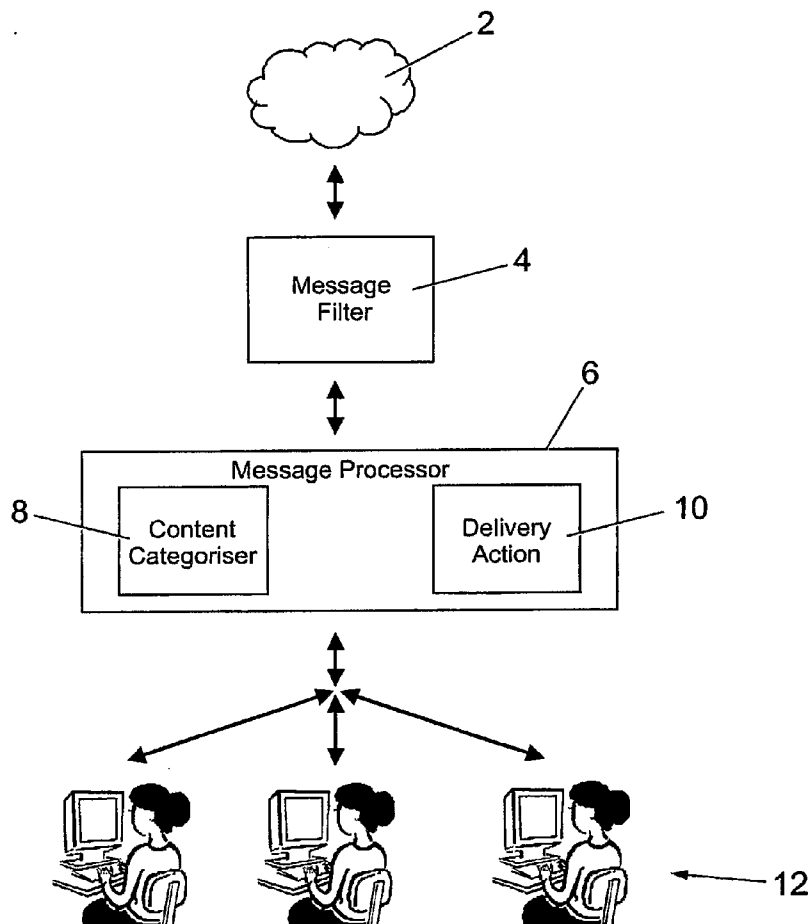 2
Message
Filter
4
6
Message Processor
8
Content
Categoriser
Delivery
Action
10
12